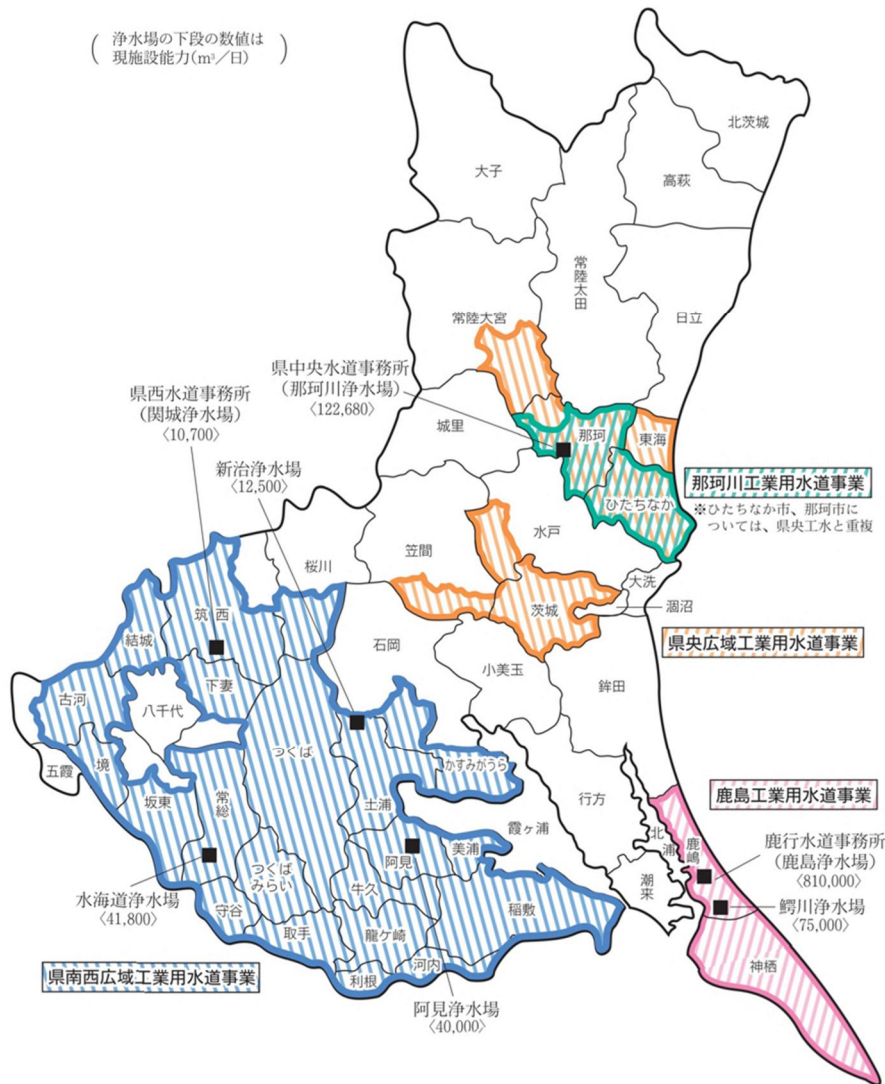 浄水場の下段の数値は
現施設能力(m³／日)
北茨城
大子
高萩
常陸太田
日立
常陸大宮
県中央水道事務所
(那珂川浄水場)
〈122,680〉
県西水道事務所
(関城浄水場)
〈10,700〉
城里
那珂
東海
新治浄水場
〈12,500〉
那珂川工業用水道事業
※ひたちなか市、那珂市に
ついては、県央工水と重複
ひたちなか
水戸
笠間
桜川
大洗
涸沼
茨城
筑西
結城
石岡
県央広域工業用水道事業
小美玉
鉾田
下妻
古河
八千代
つくば
かすみがうら
五霞
境
坂東
常総
土浦
行方
鹿島工業用水道事業
霞ヶ浦
北浦
鹿嶋
鹿行水道事務所
(鹿島浄水場)
〈810,000〉
阿見
美浦
潮来
つくば
みらい
牛久
水海道浄水場
〈41,800〉
守谷
取手
龍ケ崎
稲敷
鰐川浄水場
〈75,000〉
神栖
河内
利根
県南西広域工業用水道事業
阿見浄水場
〈40,000〉